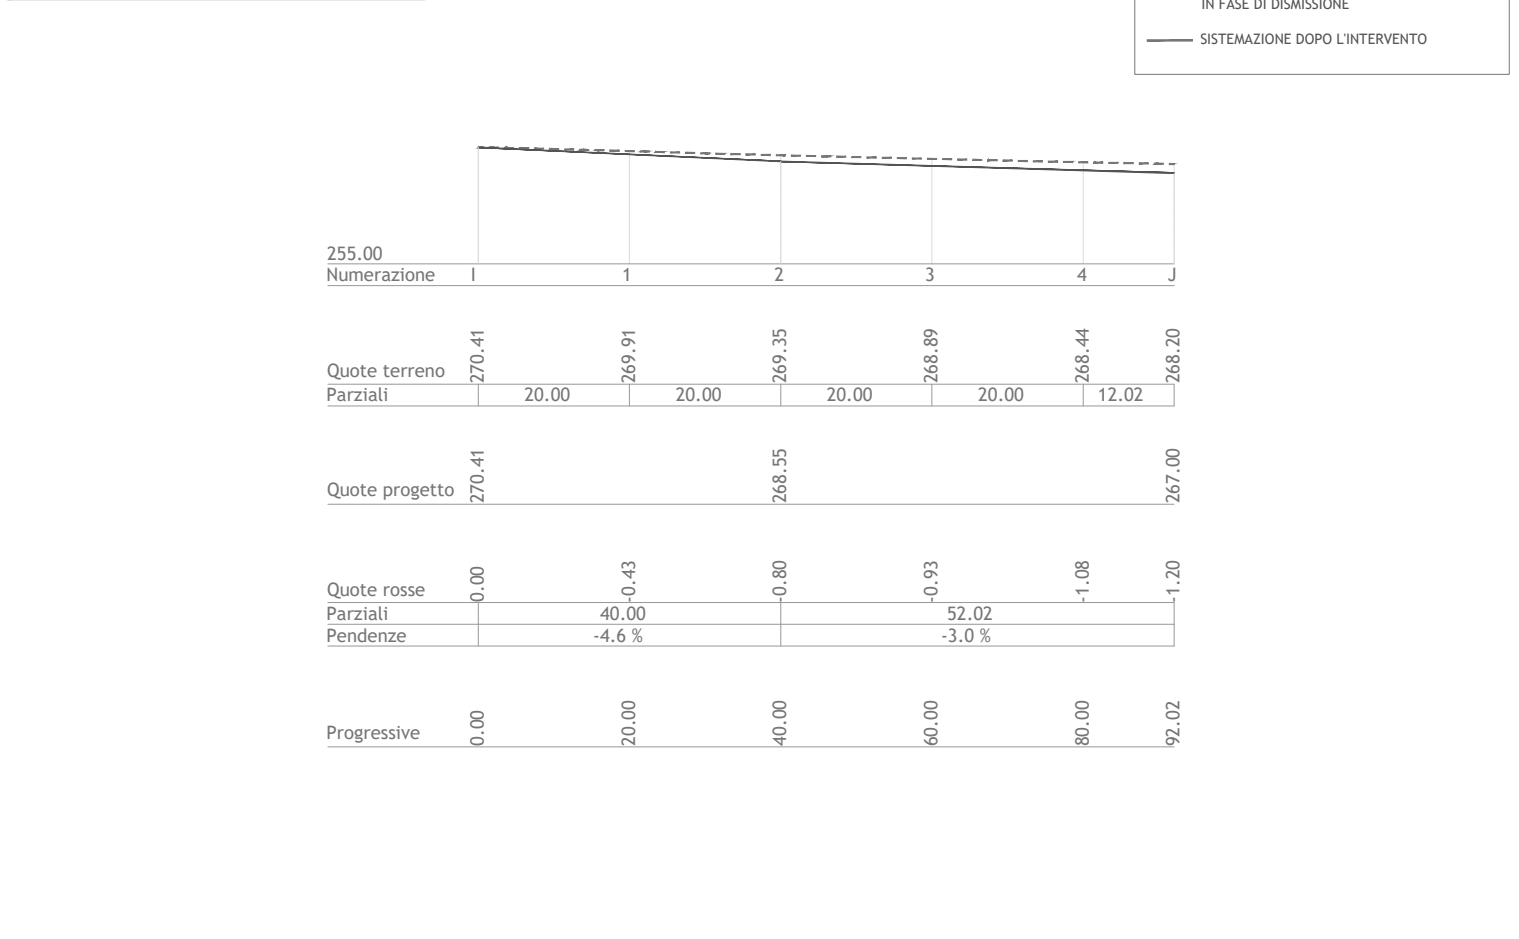 IN FASE DI DISMISSIONE
SISTEMAZIONE DOPO L'INTERVENTO
255.00
Numerazione I 1 2 3 4 J
Quote terreno 270.41 269.91 269.35 268.89 268.44 268.20
Parziali 20.00 20.00 20.00 20.00 12.02
Quote progetto 270.41 268.55 267.00
Quote rosse 0.00 -0.43 -0.80 -0.93 -1.08 -1.20
Parziali 40.00 52.02
Pendenze -4.6 % -3.0 %
Progressive 0.00 20.00 40.00 60.00 80.00 92.02